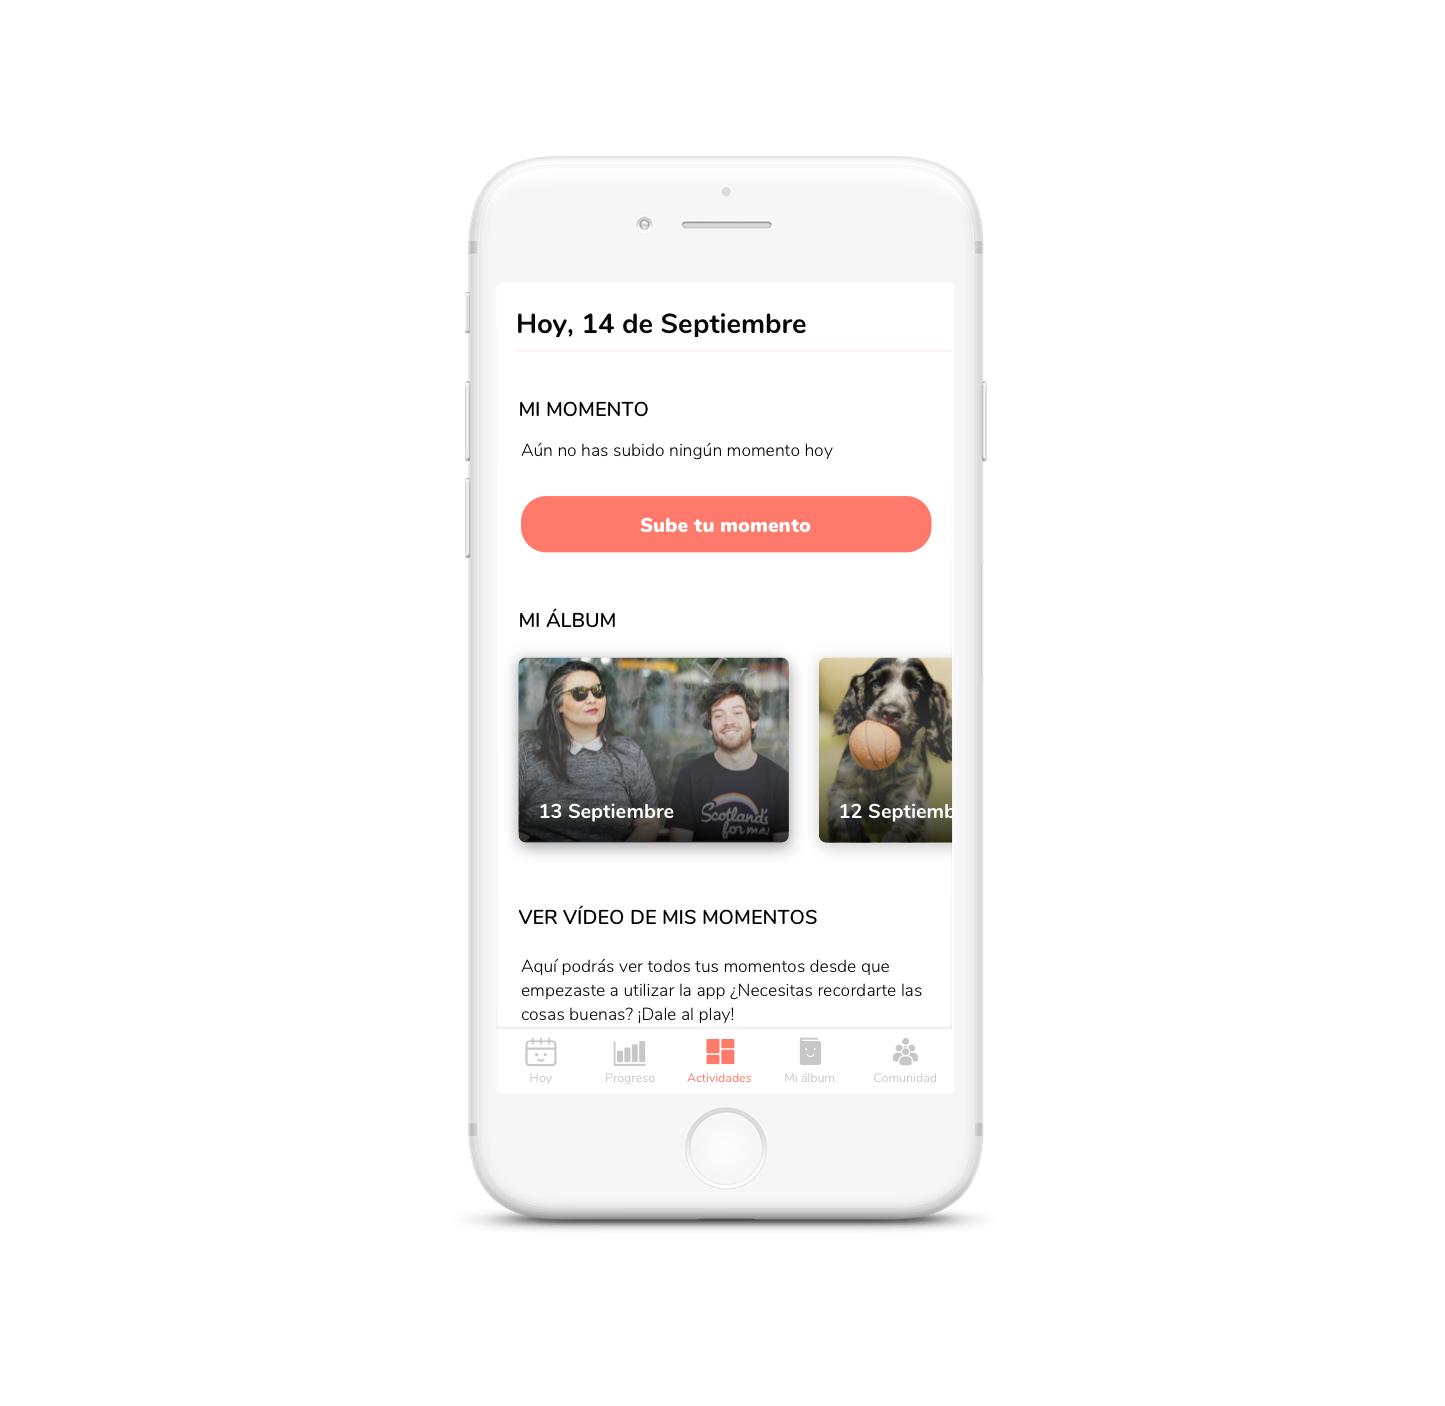 Hoy, 14 de Septiembre
MI MOMENTO
Aún no has subido ningún momento hoy
Sube tu momento
MI ÁLBUM
Scotland's
for me!
13 Septiembre
12 Septiemb
VER VÍDEO DE MIS MOMENTOS
Aquí podrás ver todos tus momentos desde que
empezaste a utilizar la app ¿Necesitas recordarte las
cosas buenas? ¡Dale al play!
Hoy
Progreso
Actividades
Mi álbum
Comunidad